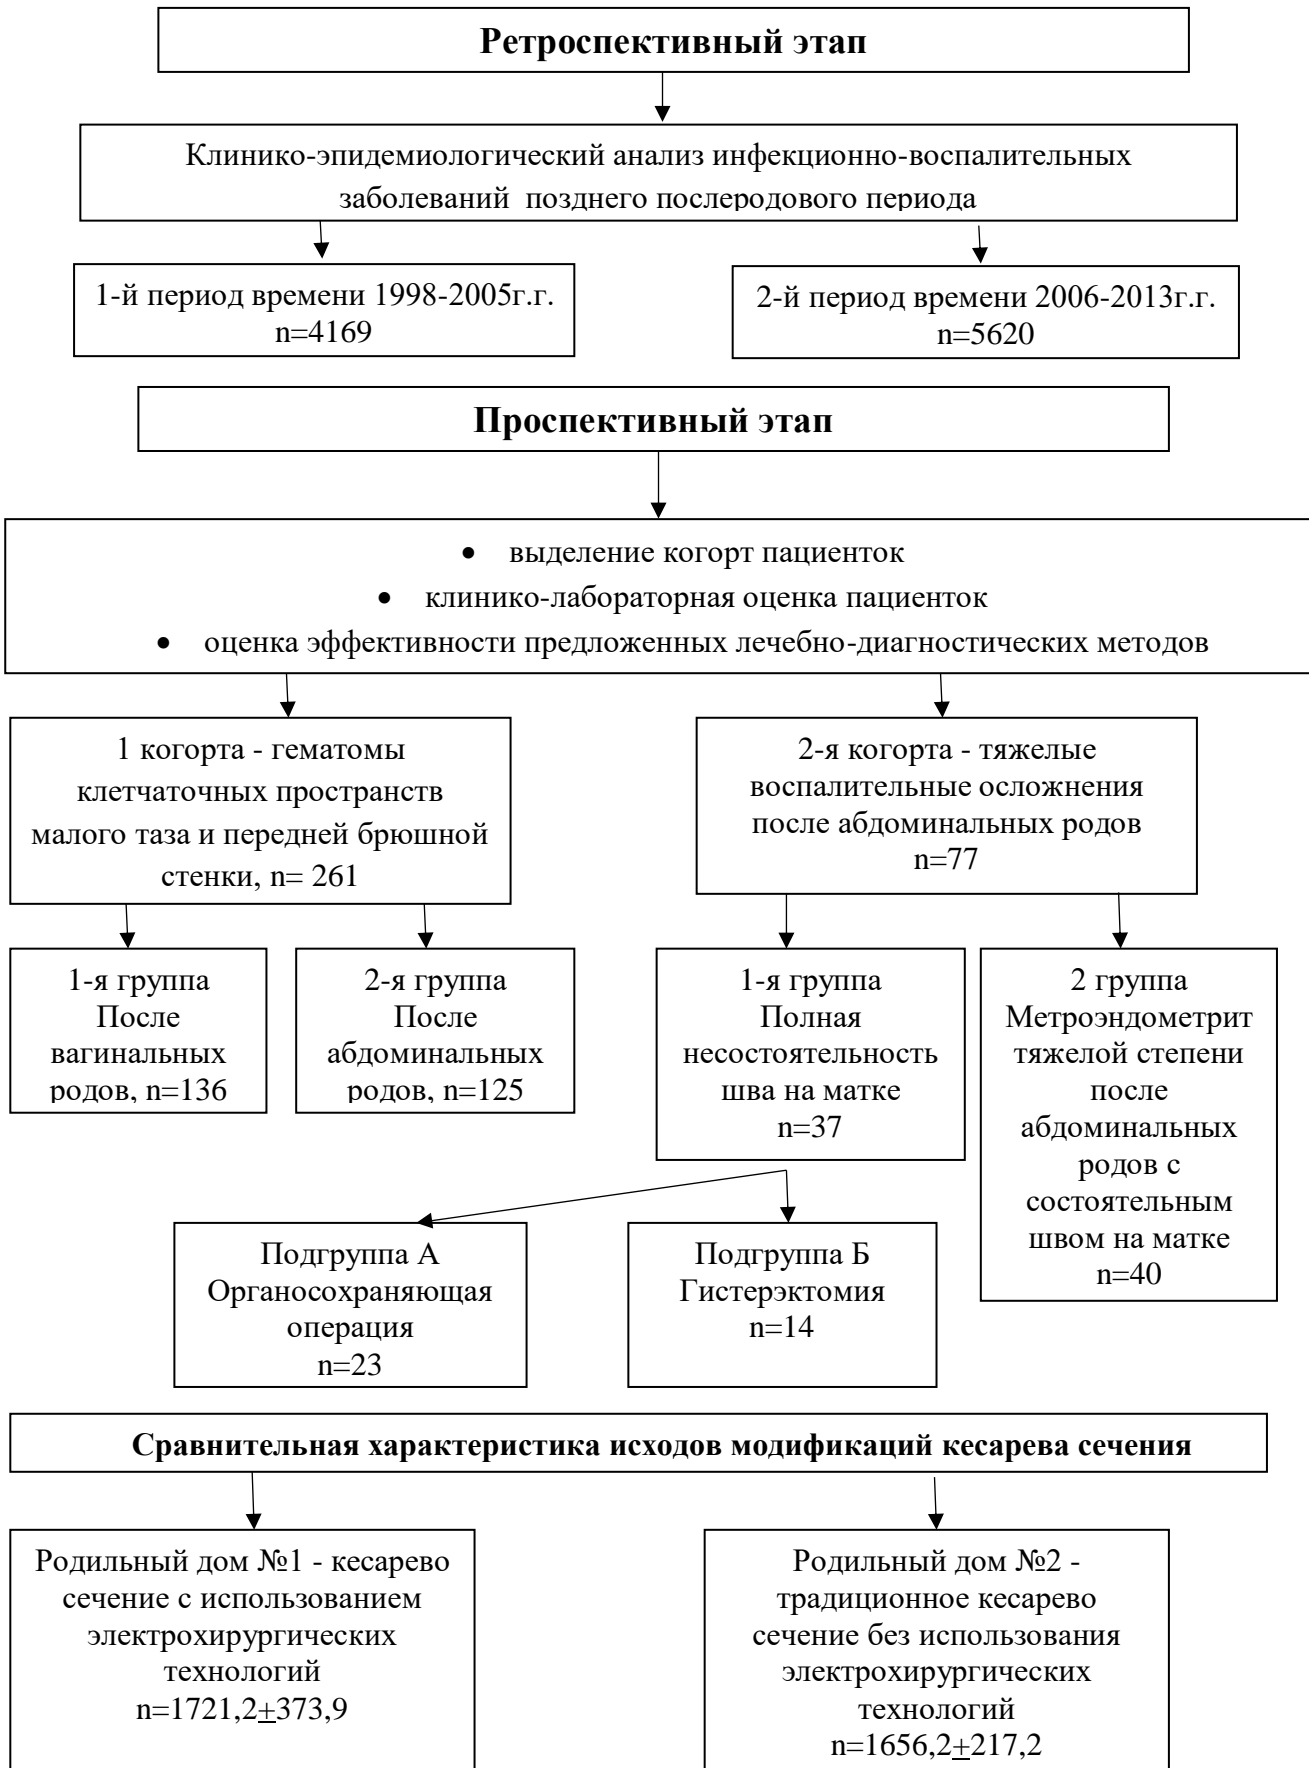 Ретроспективный этап
Клинико-эпидемиологический анализ инфекционно-воспалительных
заболеваний позднего послеродового периода
1-й период времени 1998-2005г.г.
n=4169
2-й период времени 2006-2013г.г.
n=5620
Проспективный этап
• выделение когорт пациенток
• клинико-лабораторная оценка пациенток
• оценка эффективности предложенных лечебно-диагностических методов
1 когорта - гематомы
клетчаточных пространств
малого таза и передней брюшной
стенки, n= 261
2-я когорта - тяжелые
воспалительные осложнения
после абдоминальных родов
n=77
1-я группа
После
вагинальных
родов, n=136
2-я группа
После
абдоминальных
родов, n=125
1-я группа
Полная
несостоятельность
шва на матке
n=37
2 группа
Метроэндометрит
тяжелой степени
после
абдоминальных
родов с
состоятельным
швом на матке
n=40
Подгруппа А
Органосохраняющая
операция
n=23
Подгруппа Б
Гистерэктомия
n=14
Сравнительная характеристика исходов модификаций кесарева сечения
Родильный дом №1 - кесарево
сечение с использованием
электрохирургических
технологий
n=1721,2±373,9
Родильный дом №2 -
традиционное кесарево
сечение без использования
электрохирургических
технологий
n=1656,2±217,2